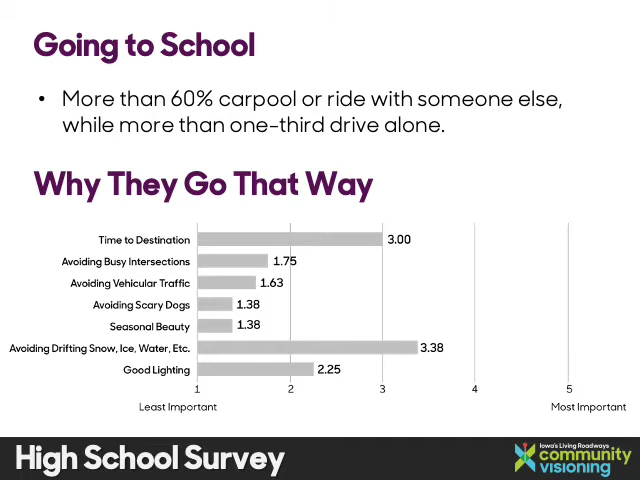 Going to School
• More than 60% carpool or ride with someone else,
while more than one-third drive alone.
Why They Go That Way
Time to Destination 3.00
Avoiding Busy Intersections 1.75
Avoiding Vehicular Traffic 1.63
Avoiding Scary Dogs 1.38
Seasonal Beauty 1.38
Avoiding Drifting Snow, Ice, Water, Etc. 3.38
Good Lighting 2.25
1 2 3 4 5
Least Important Most Important
High School Survey
Iowa's Living Roadways
community
visioning